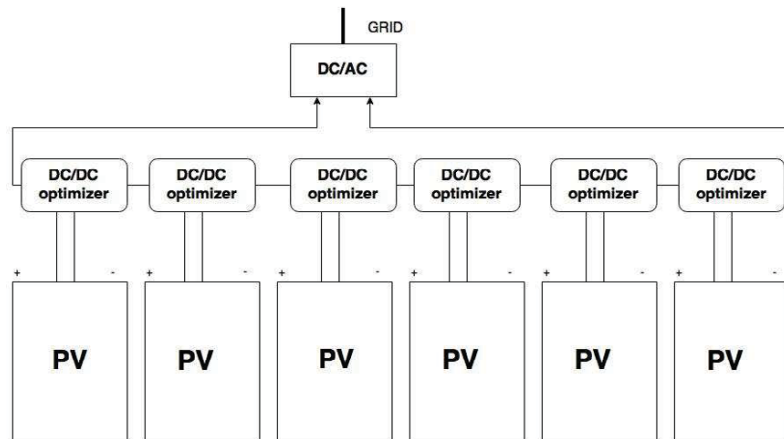 GRID
DC/AC
DC/DC
optimizer
DC/DC
optimizer
DC/DC
optimizer
DC/DC
optimizer
DC/DC
optimizer
DC/DC
optimizer
+ - + - + - + - + - + -
PV PV PV PV PV PV